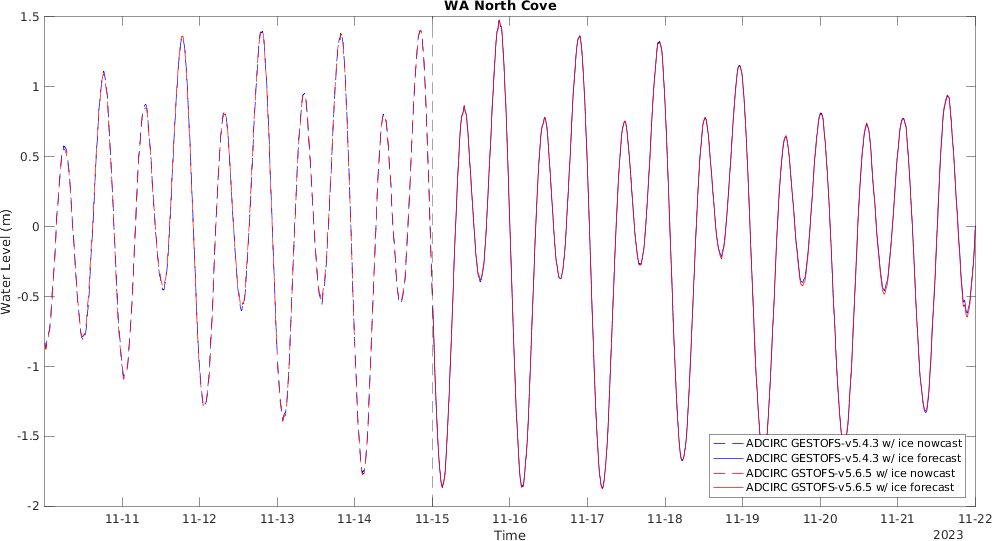 WA North Cove
1.5
1
0.5
0
-0.5
-1
-1.5
-2
Water Level (m)
ADCIRC GESTOFS-v5.4.3 w/ ice nowcast
ADCIRC GESTOFS-v5.4.3 w/ ice forecast
ADCIRC GSTOFS-v5.6.5 w/ ice nowcast
ADCIRC GSTOFS-v5.6.5 w/ ice forecast
11-11 11-12 11-13 11-14 11-15 11-16 11-17 11-18 11-19 11-20 11-21 11-22
Time
2023